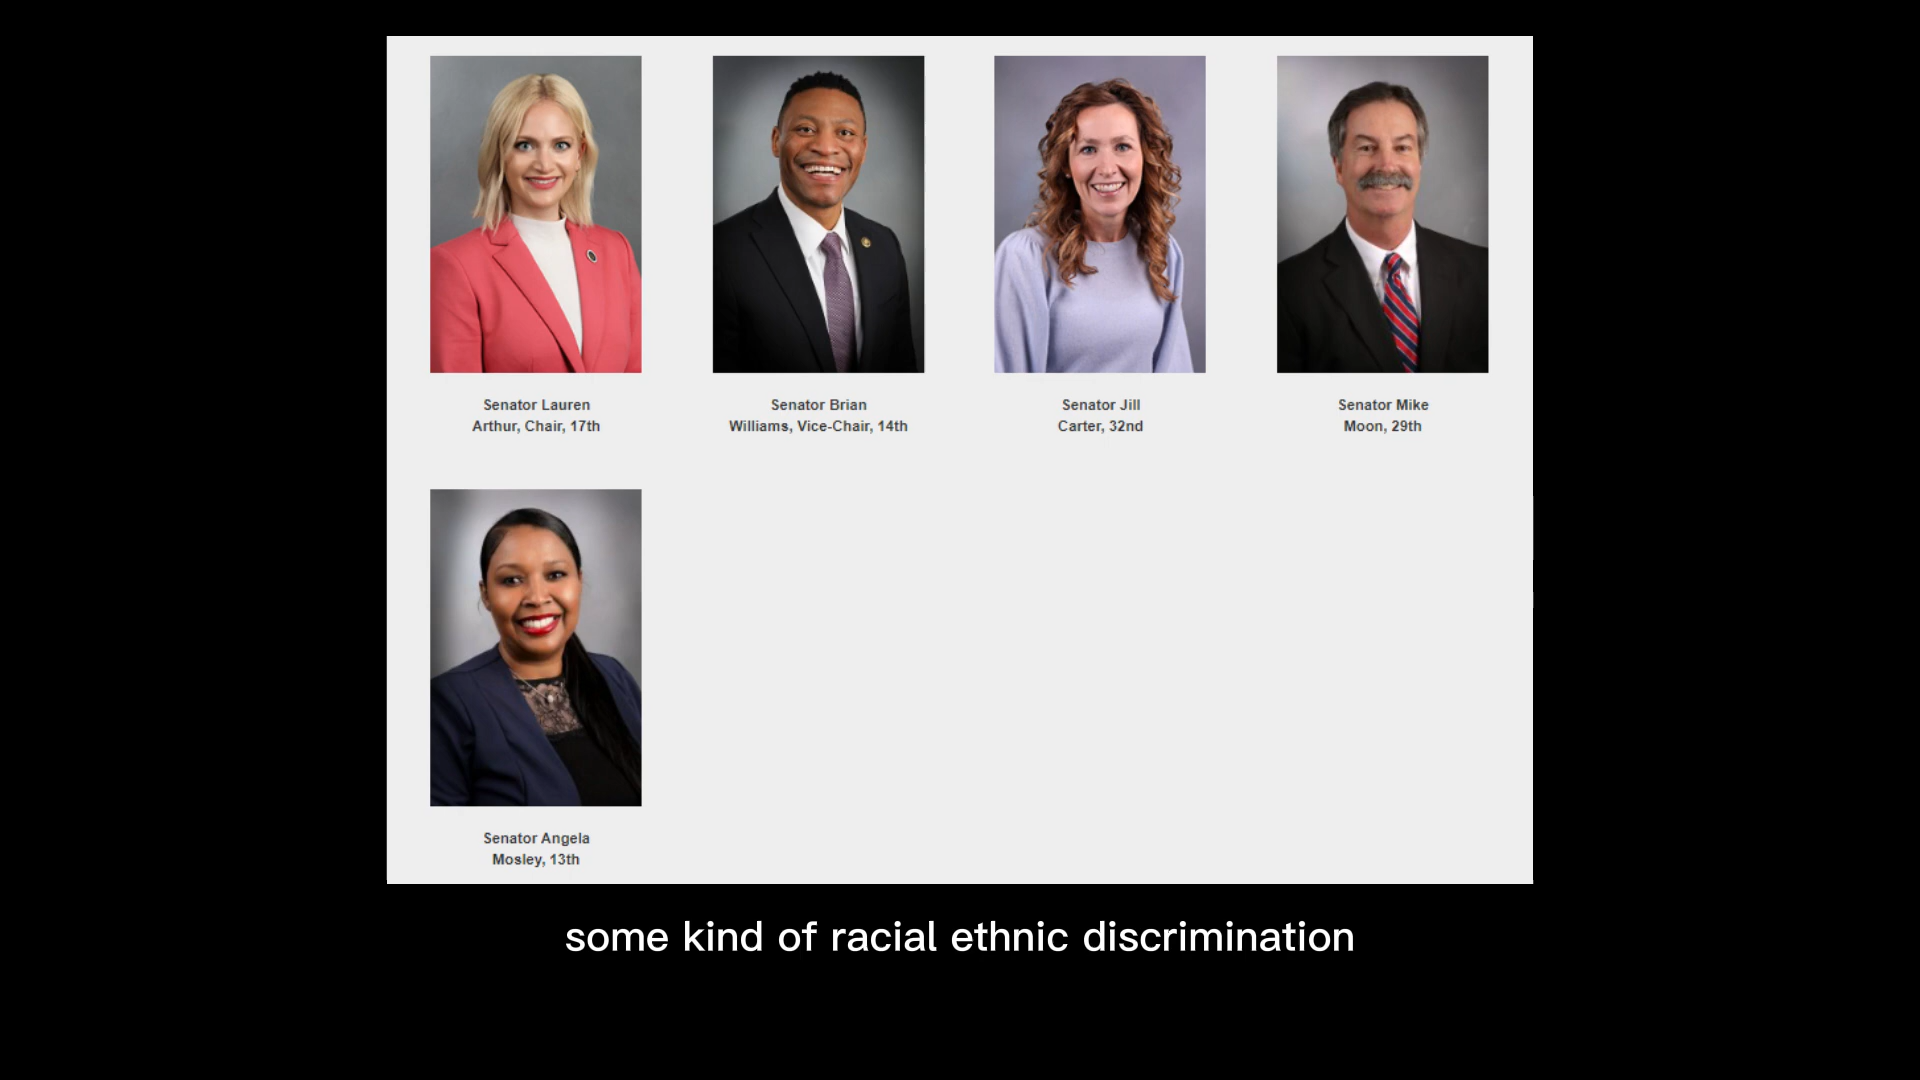 Senator Lauren
Arthur, Chair, 17th
Senator Brian
Williams, Vice-Chair, 14th
Senator Jill
Carter, 32nd
Senator Mike
Moon, 29th
Senator Angela
Mosley, 13th
some kind of racial ethnic discrimination